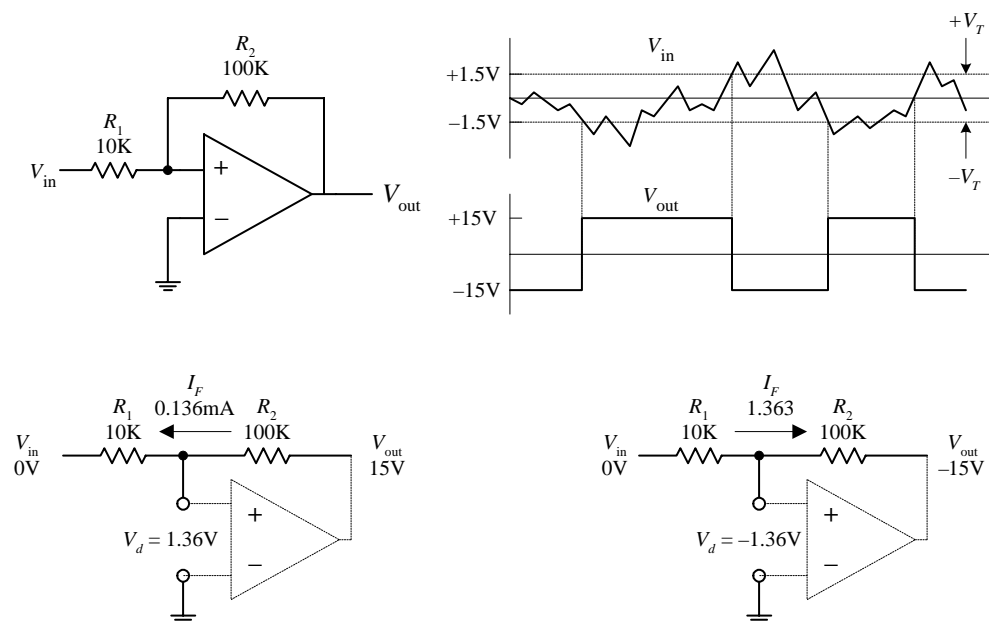 R2
100K
R1
10K
Vin
+
−
Vout
+VT
Vin
+1.5V
–1.5V
–VT
Vout
+15V
–15V
IF
R1 0.136mA R2
10K 100K
Vin Vout
0V 15V
+
Vd = 1.36V
−
IF
R1 1.363 R2
10K 100K
Vin Vout
0V –15V
+
Vd = –1.36V
−